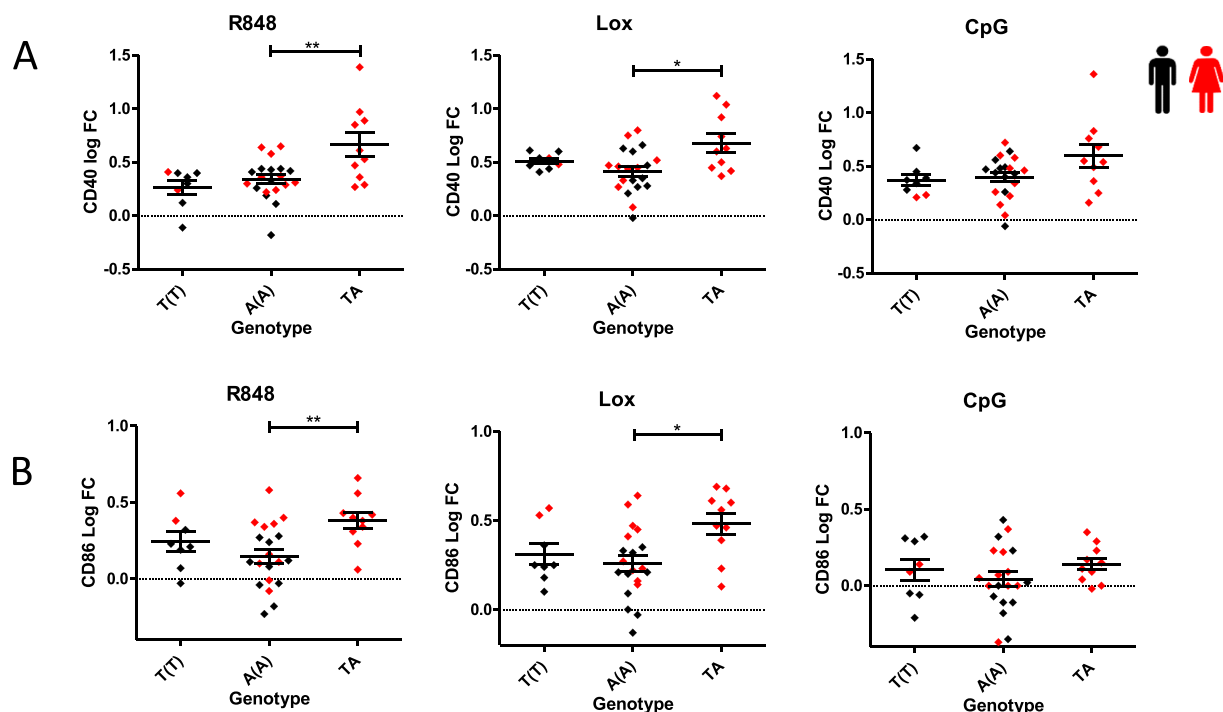 A
R848
**
CD40 log FC
1.5
1.0
0.5
0.0
-0.5
T(T)
A(A)
TA
Genotype
Lox
*
CD40 Log FC
1.5
1.0
0.5
0.0
-0.5
T(T)
A(A)
TA
Genotype
CpG
CD40 Log FC
1.5
1.0
0.5
0.0
-0.5
T(T)
A(A)
TA
Genotype
B
R848
**
CD86 Log FC
1.0
0.5
0.0
T(T)
A(A)
TA
Genotype
Lox
*
CD86 Log FC
1.0
0.5
0.0
T(T)
A(A)
TA
Genotype
CpG
CD86 Log FC
1.0
0.5
0.0
T(T)
A(A)
TA
Genotype